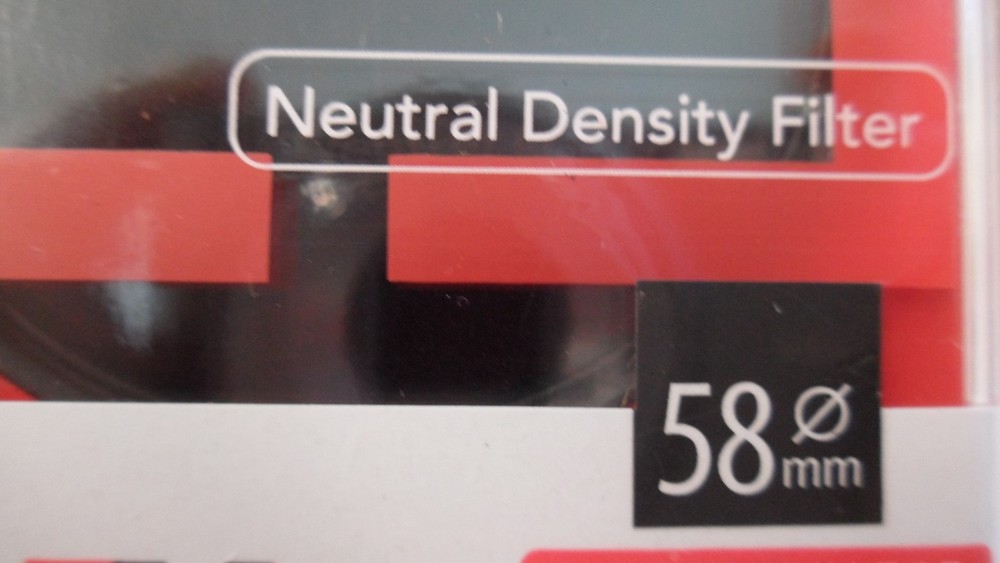 Neutral Density Filter
58 Ø
mm